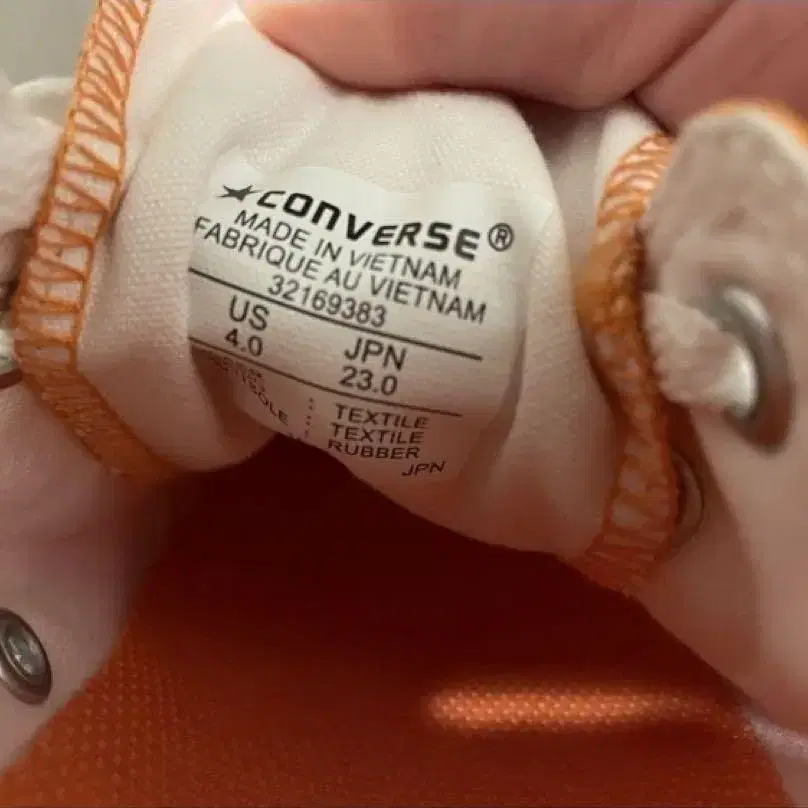 CONVERSE®
MADE IN VIETNAM
FABRIQUE AU VIETNAM
32169383
US JPN
4.0 23.0
TEXTILE
TEXTILE
RUBBER
JPN